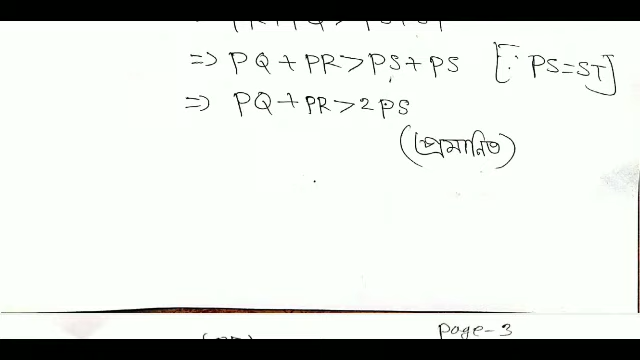 ⇒ PQ + PR > PS + PS [∵ PS = ST]
⇒ PQ + PR > 2PS
(প্রমানিত)
page-3